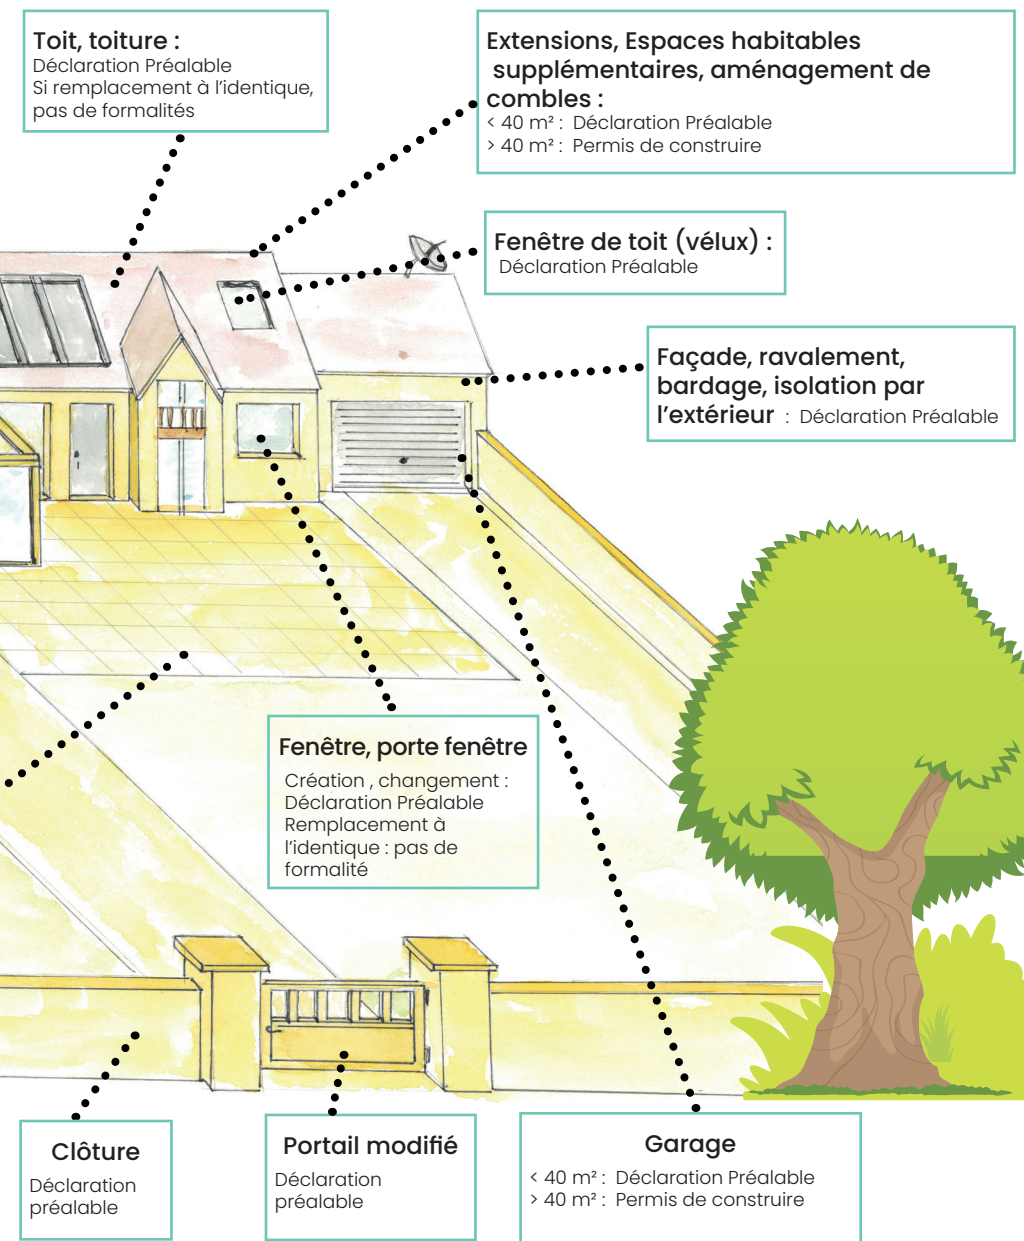 Toit, toiture :
Déclaration Préalable
Si remplacement à l’identique,
pas de formalités
Extensions, Espaces habitables
supplémentaires, aménagement de
combles :
< 40 m² : Déclaration Préalable
> 40 m² : Permis de construire
Fenêtre de toit (vélux) :
Déclaration Préalable
Façade, ravalement,
bardage, isolation par
l’extérieur : Déclaration Préalable
Fenêtre, porte fenêtre
Création , changement :
Déclaration Préalable
Remplacement à
l’identique : pas de
formalité
Clôture
Déclaration
préalable
Portail modifié
Déclaration
préalable
Garage
< 40 m² : Déclaration Préalable
> 40 m² : Permis de construire